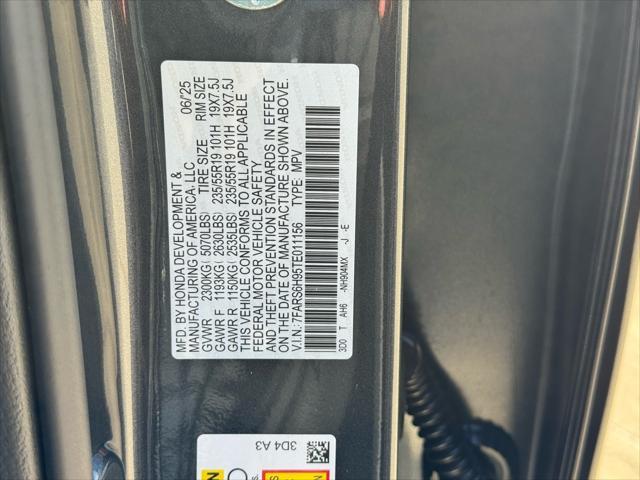 MFD. BY HONDA DEVELOPMENT &
MANUFACTURING OF AMERICA, LLC 06/25
GVWR 2300KG( 5070LBS) TIRE SIZE RIM SIZE
GAWR F 1193KG( 2630LBS) 235/55R19 101H 19X7.5J
GAWR R 1150KG( 2535LBS) 235/55R19 101H 19X7.5J
THIS VEHICLE CONFORMS TO ALL APPLICABLE
FEDERAL MOTOR VEHICLE SAFETY
AND THEFT PREVENTION STANDARDS IN EFFECT
ON THE DATE OF MANUFACTURE SHOWN ABOVE.
V.I.N.:7FARS6H95TE011156 TYPE: MPV
3D0 T AH6 -NH904MX -J -E
3D4 A3